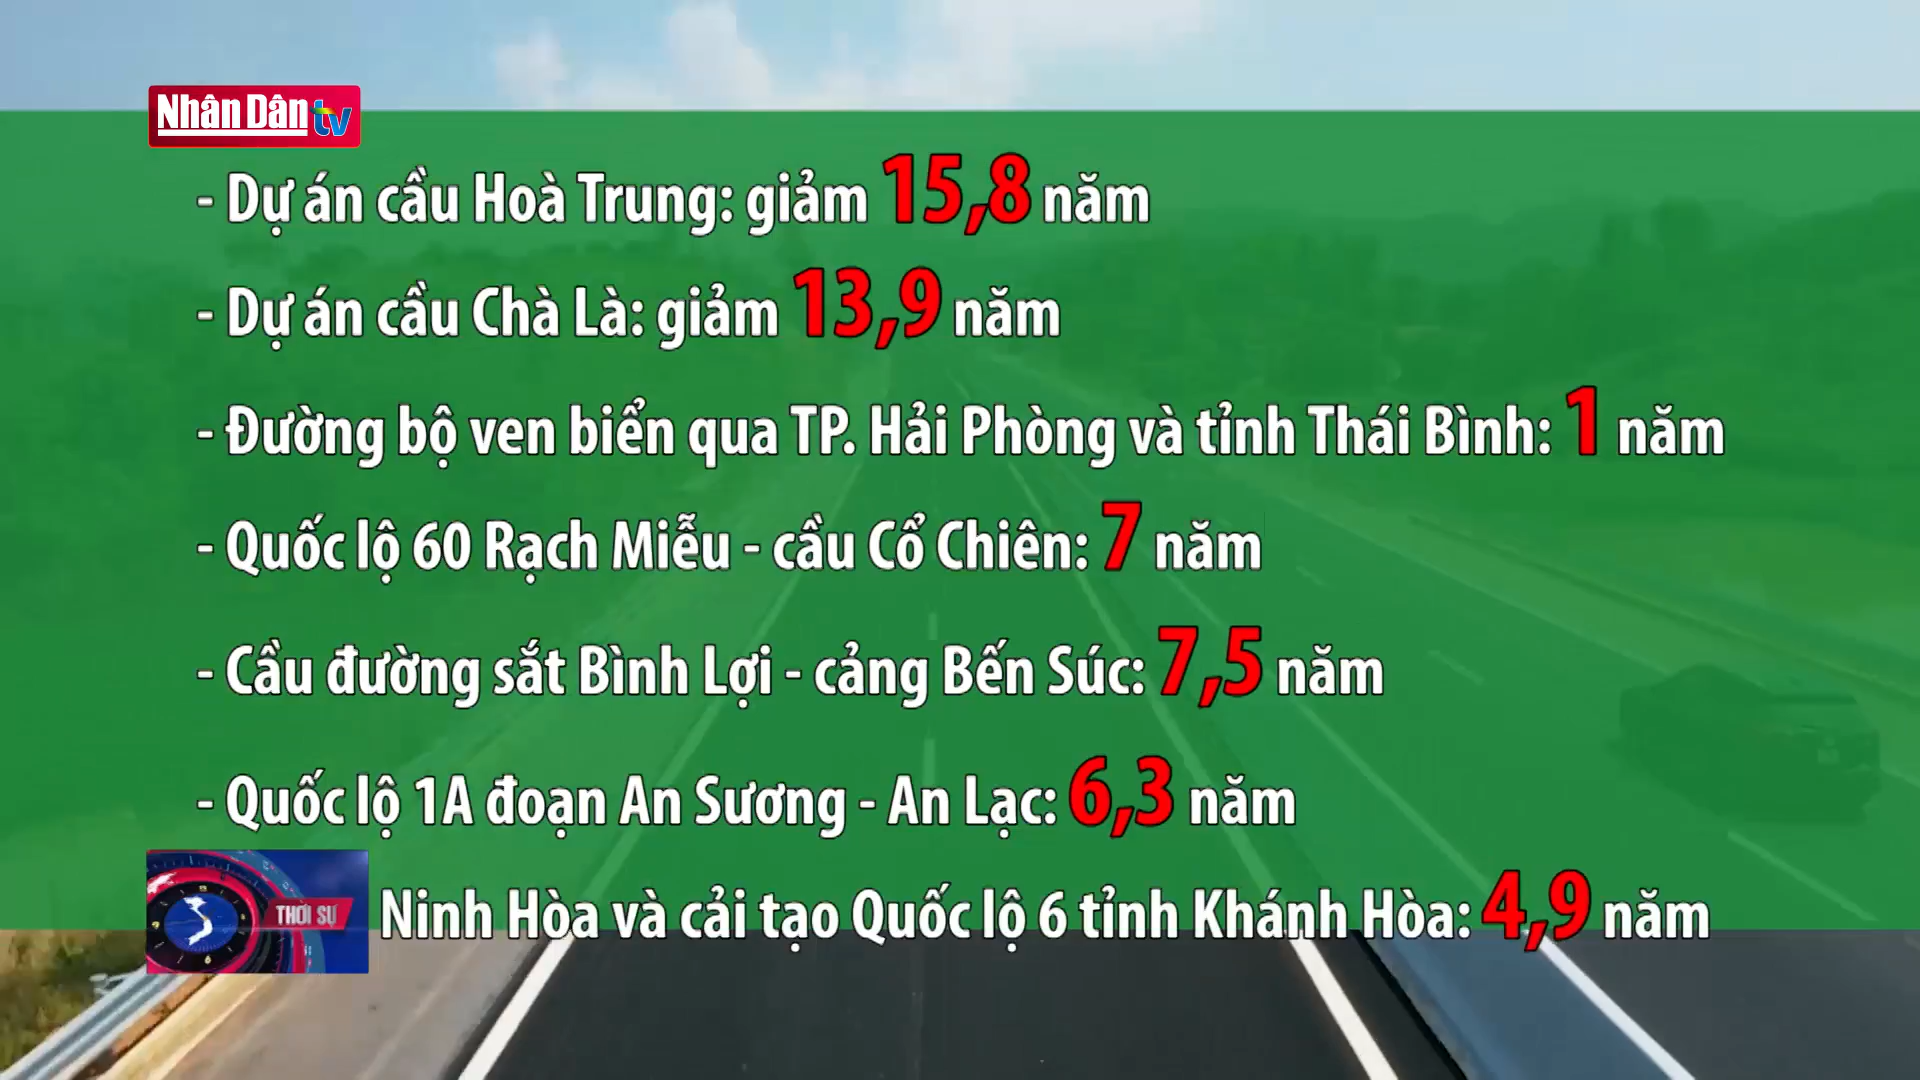 Nhân Dân tv
- Dự án cầu Hoà Trung: giảm 15,8 năm
- Dự án cầu Chà Là: giảm 13,9 năm
- Đường bộ ven biển qua TP. Hải Phòng và tỉnh Thái Bình: 1 năm
- Quốc lộ 60 Rạch Miễu - cầu Cổ Chiên: 7 năm
- Cầu đường sắt Bình Lợi - cảng Bến Súc: 7,5 năm
- Quốc lộ 1A đoạn An Sương - An Lạc: 6,3 năm
THỜI SỰ
Ninh Hòa và cải tạo Quốc lộ 6 tỉnh Khánh Hòa: 4,9 năm